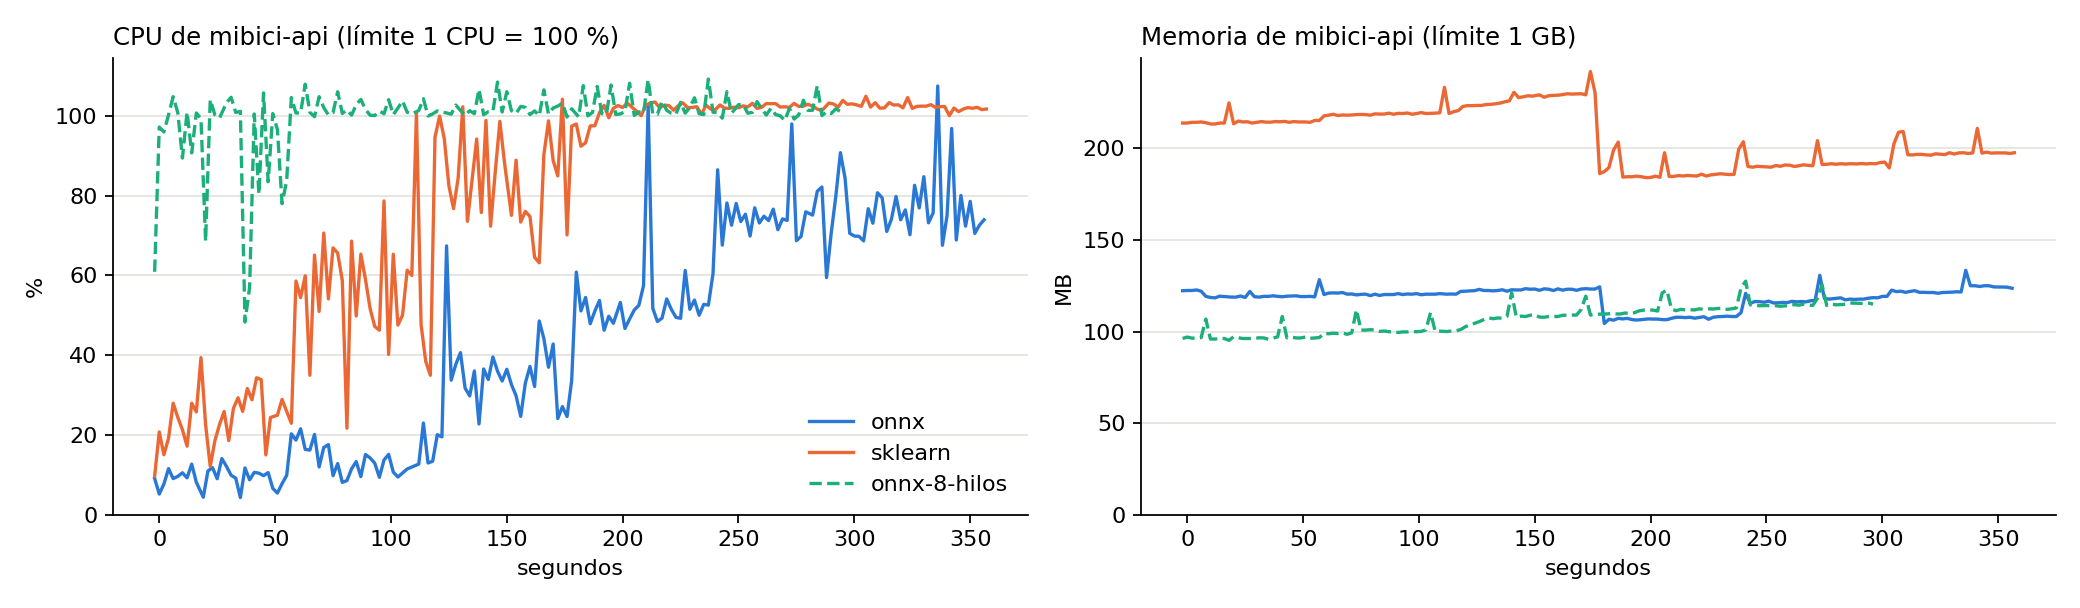 CPU de mibici-api (límite 1 CPU = 100 %)
%
100
80
60
40
20
0
0 50 100 150 200 250 300 350
segundos
onnx
sklearn
onnx-8-hilos
Memoria de mibici-api (límite 1 GB)
MB
200
150
100
50
0
0 50 100 150 200 250 300 350
segundos